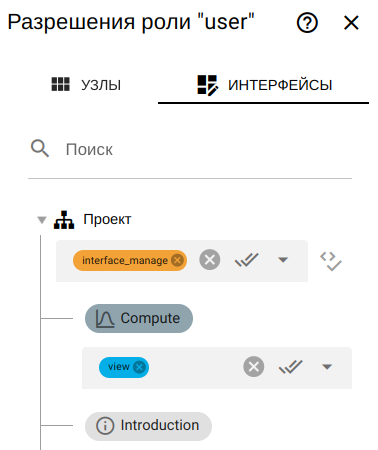 Разрешения роли "user"
УЗЛЫ
ИНТЕРФЕЙСЫ
Поиск
Проект
interface_manage
Compute
view
Introduction